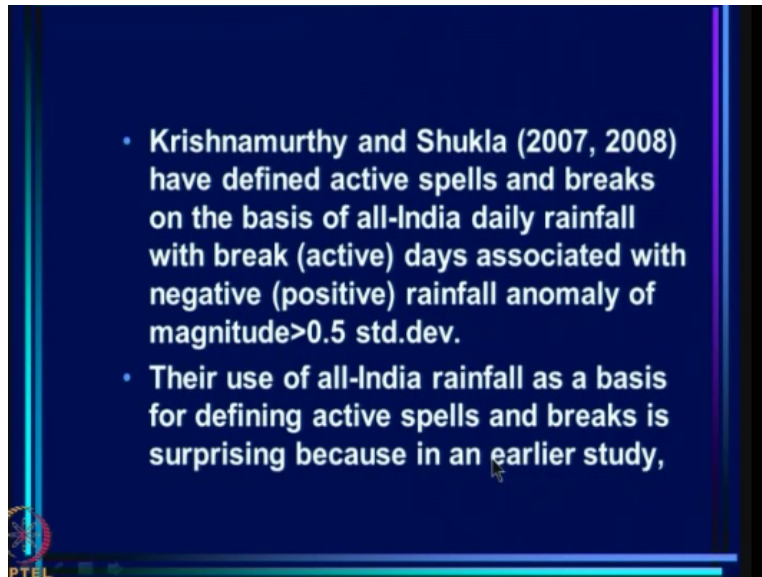 • Krishnamurthy and Shukla (2007, 2008)
have defined active spells and breaks
on the basis of all-India daily rainfall
with break (active) days associated with
negative (positive) rainfall anomaly of
magnitude>0.5 std.dev.
• Their use of all-India rainfall as a basis
for defining active spells and breaks is
surprising because in an earlier study,
PTEL